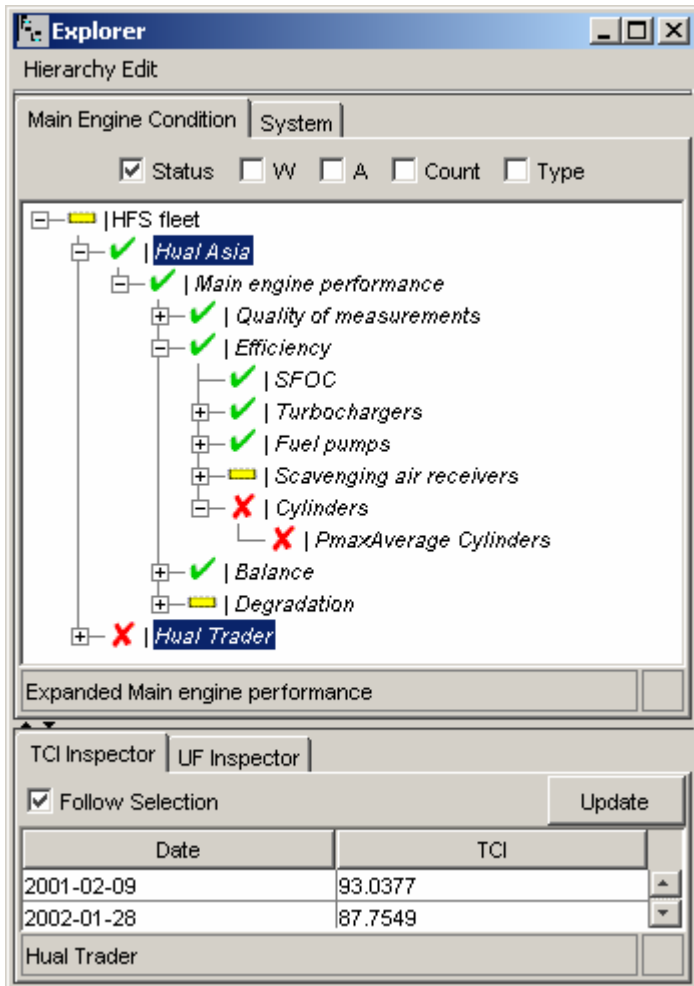 Explorer
Hierarchy Edit
Main Engine Condition System
Status W A Count Type
|HFS fleet
| Hual Asia
| Main engine performance
| Quality of measurements
| Efficiency
| SFOC
| Turbochargers
| Fuel pumps
| Scavenging air receivers
| Cylinders
| PmaxAverage Cylinders
| Balance
| Degradation
| Hual Trader
Expanded Main engine performance
TCI Inspector UF Inspector
Follow Selection Update
Date TCI
2001-02-09 93.0377
2002-01-28 87.7549
Hual Trader